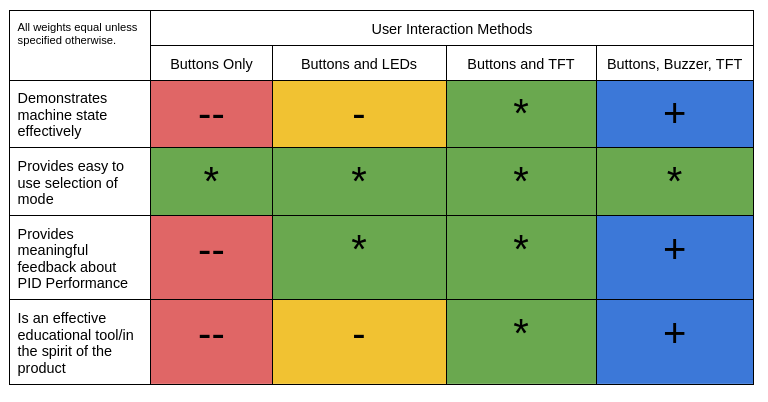 All weights equal unless
specified otherwise.
User Interaction Methods
Buttons Only
Buttons and LEDs
Buttons and TFT
Buttons, Buzzer, TFT
Demonstrates
machine state
effectively
--
-
*
+
Provides easy to
use selection of
mode
*
*
*
*
Provides
meaningful
feedback about
PID Performance
--
*
*
+
Is an effective
educational tool/in
the spirit of the
product
--
-
*
+